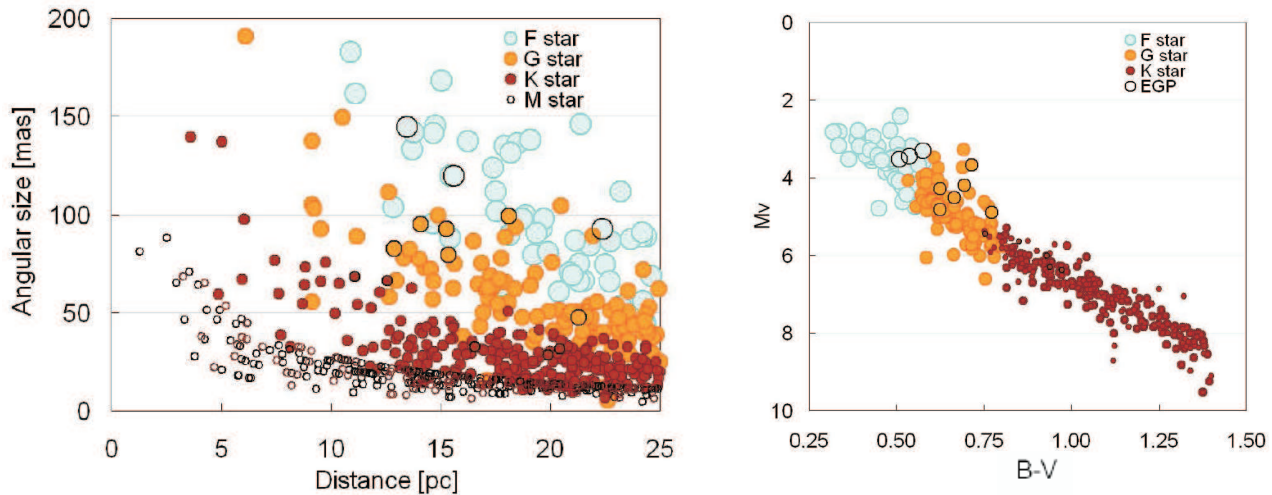 200
150
100
50
0
Angular size [mas]
F star
G star
K star
M star
0
5
10
15
20
25
Distance [pc]
0
2
4
6
8
10
Mv
F star
G star
K star
EGP
0.25
0.50
0.75
1.00
1.25
1.50
B-V